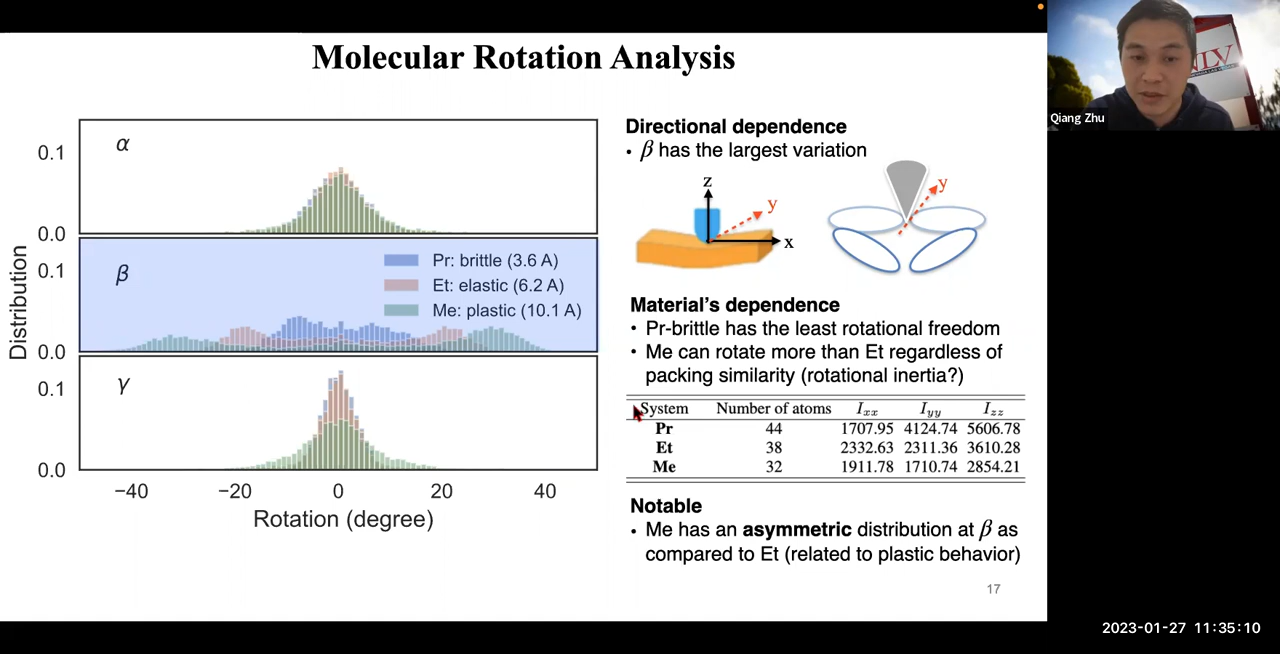 Molecular Rotation Analysis
α
0.1
0.0
β
0.1
0.0
Pr: brittle (3.6 A)
Et: elastic (6.2 A)
Me: plastic (10.1 A)
γ
0.1
0.0
Distribution
−40 −20 0 20 40
Rotation (degree)
Directional dependence
• β has the largest variation
z
y
x
y
Material's dependence
• Pr-brittle has the least rotational freedom
• Me can rotate more than Et regardless of
packing similarity (rotational inertia?)
System Number of atoms Ixx Iyy Izz
Pr 44 1707.95 4124.74 5606.78
Et 38 2332.63 2311.36 3610.28
Me 32 1911.78 1710.74 2854.21
Notable
• Me has an asymmetric distribution at β as
compared to Et (related to plastic behavior)
17
NLV
Qiang Zhu
2023-01-27 11:35:10